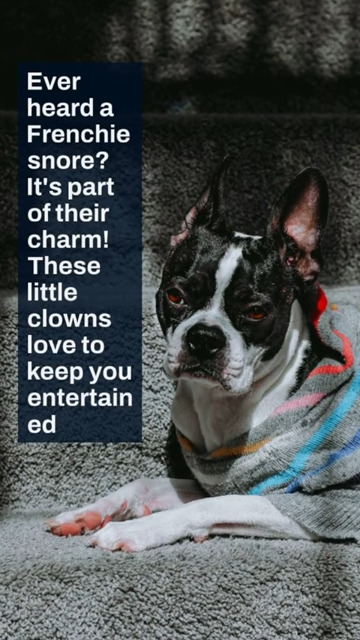 Ever
heard a
Frenchie
snore?
It's part
of their
charm!
These
little
clowns
love to
keep you
entertain
ed